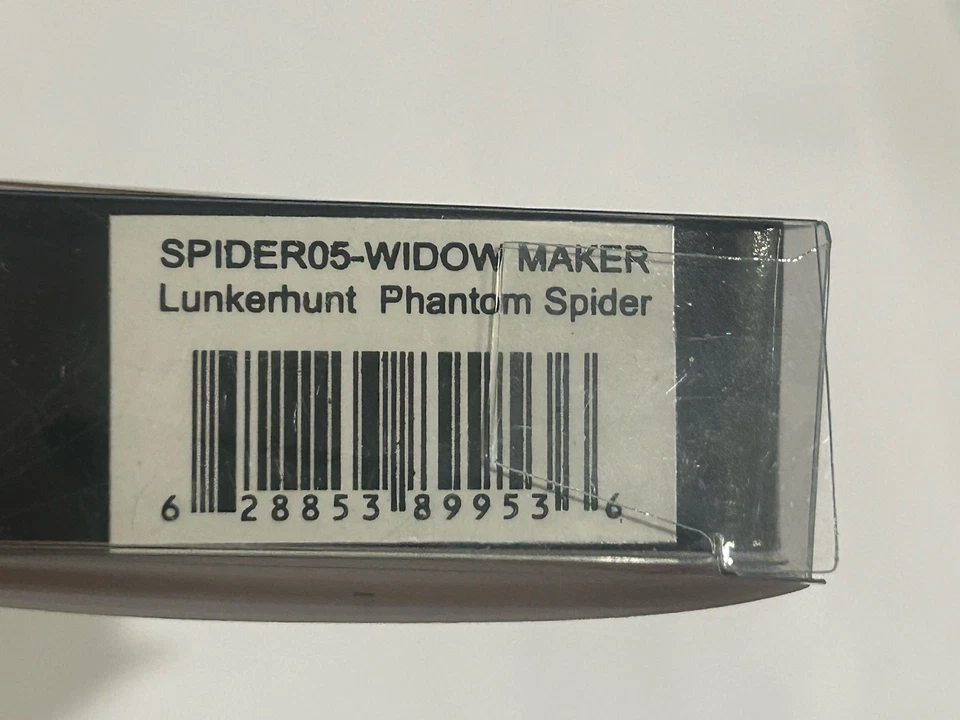 SPIDER05-WIDOW MAKER
Lunkerhunt Phantom Spider
6 28853 89953 6